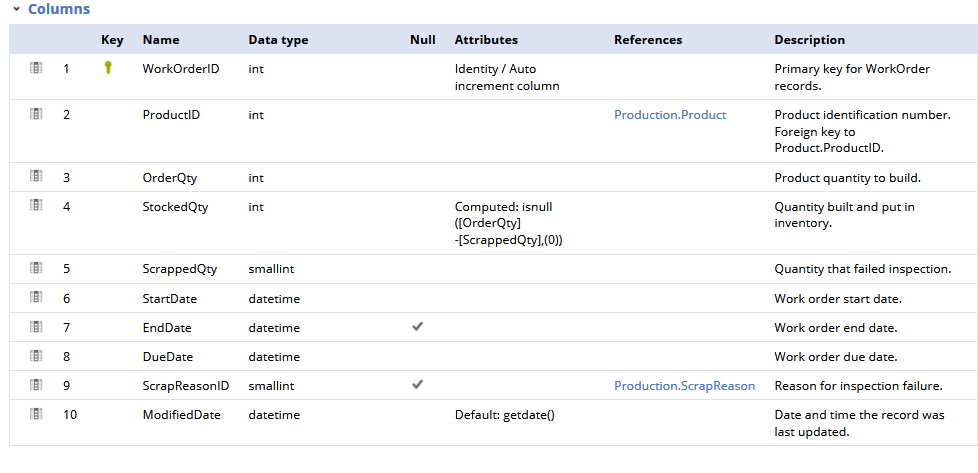 Columns
Key Name Data type Null Attributes References Description
1 WorkOrderID int Identity / Auto increment column Primary key for WorkOrder records.
2 ProductID int Production.Product Product identification number. Foreign key to Product.ProductID.
3 OrderQty int Product quantity to build.
4 StockedQty int Computed: isnull ([OrderQty] -[ScrappedQty],(0)) Quantity built and put in inventory.
5 ScrappedQty smallint Quantity that failed inspection.
6 StartDate datetime Work order start date.
7 EndDate datetime Work order end date.
8 DueDate datetime Work order due date.
9 ScrapReasonID smallint Production.ScrapReason Reason for inspection failure.
10 ModifiedDate datetime Default: getdate() Date and time the record was last updated.